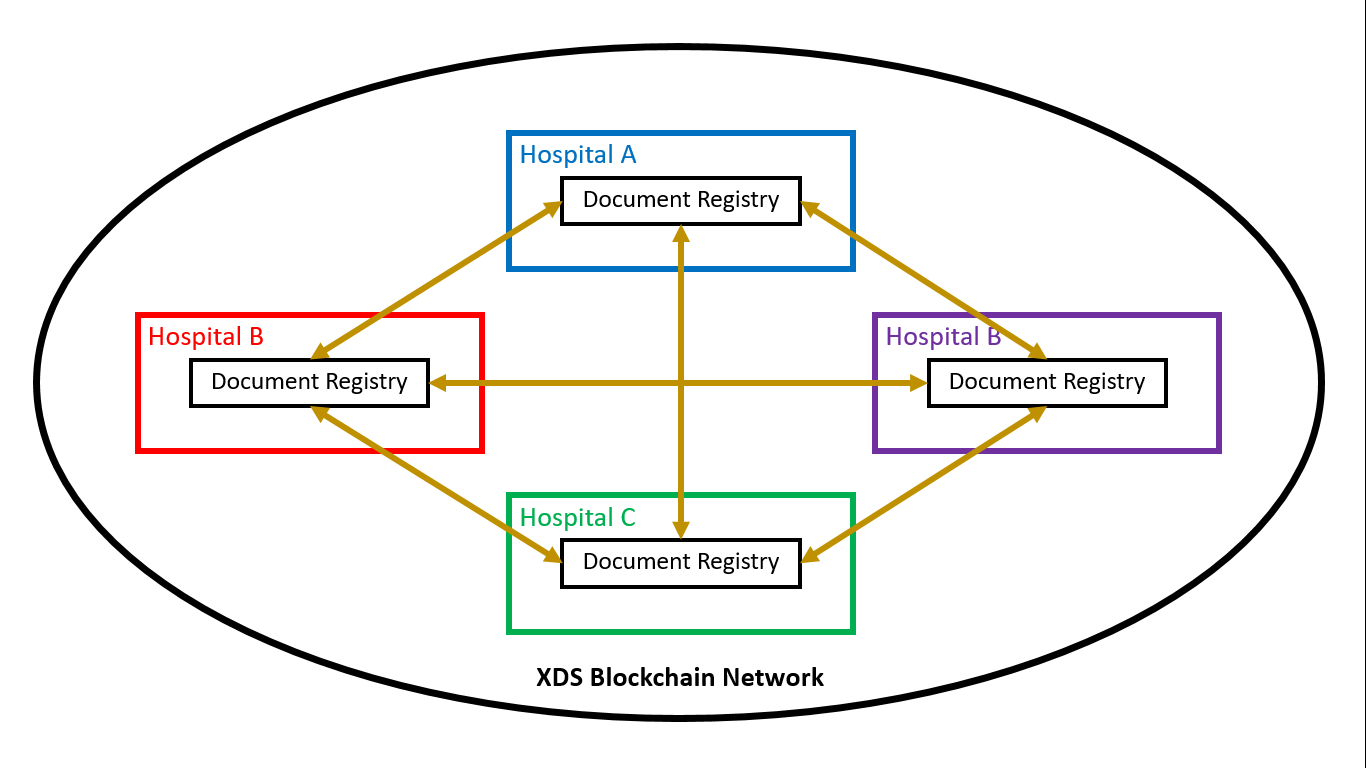 Hospital A
Document Registry
Hospital B
Document Registry
Hospital B
Document Registry
Hospital C
Document Registry
XDS Blockchain Network